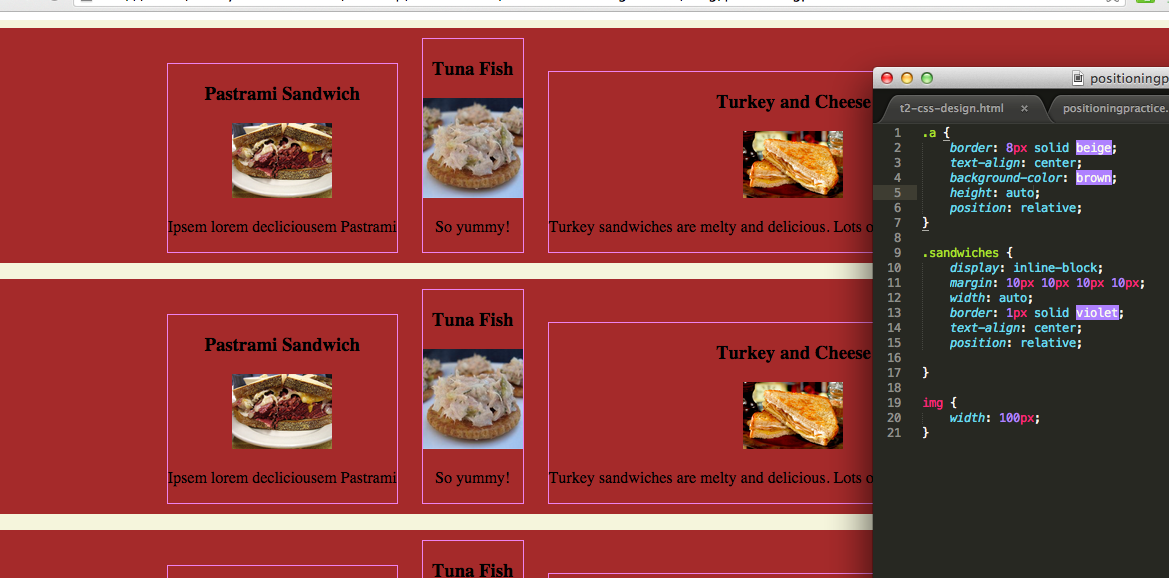 Tuna Fish
Pastrami Sandwich
Turkey and Cheese
Ipsem lorem decliciousem Pastrami
So yummy!
Turkey sandwiches are melty and delicious. Lots o
Tuna Fish
Pastrami Sandwich
Turkey and Cheese
Ipsem lorem decliciousem Pastrami
So yummy!
Turkey sandwiches are melty and delicious. Lots o
Tuna Fish
positioningp
t2-css-design.html ×
positioningpractice.
1 .a {
2 border: 8px solid beige;
3 text-align: center;
4 background-color: brown;
5 height: auto;
6 position: relative;
7 }
8
9 .sandwiches {
10 display: inline-block;
11 margin: 10px 10px 10px 10px;
12 width: auto;
13 border: 1px solid violet;
14 text-align: center;
15 position: relative;
16
17 }
18
19 img {
20 width: 100px;
21 }